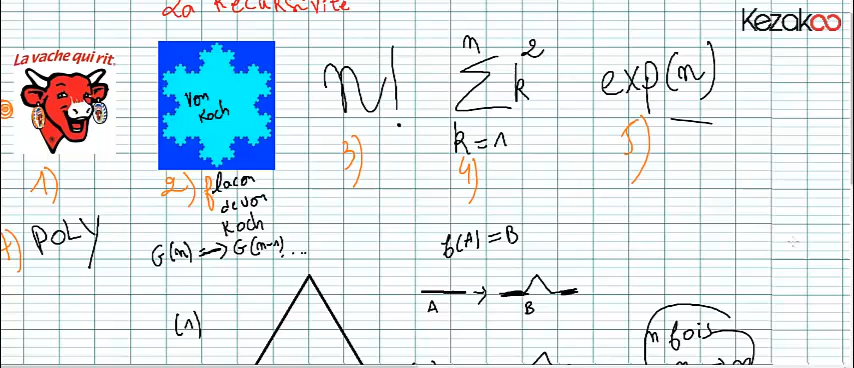 La Récursivité
Kezakoo
La vache qui rit.
Von
Koch
n!
n
∑ k²
k=1
exp(n)
1)
2) flacon
de von
Koch
3)
4)
5)
POLY
G(n) → G(n-1)...
f(A) = B
A → B
(1)
n fois